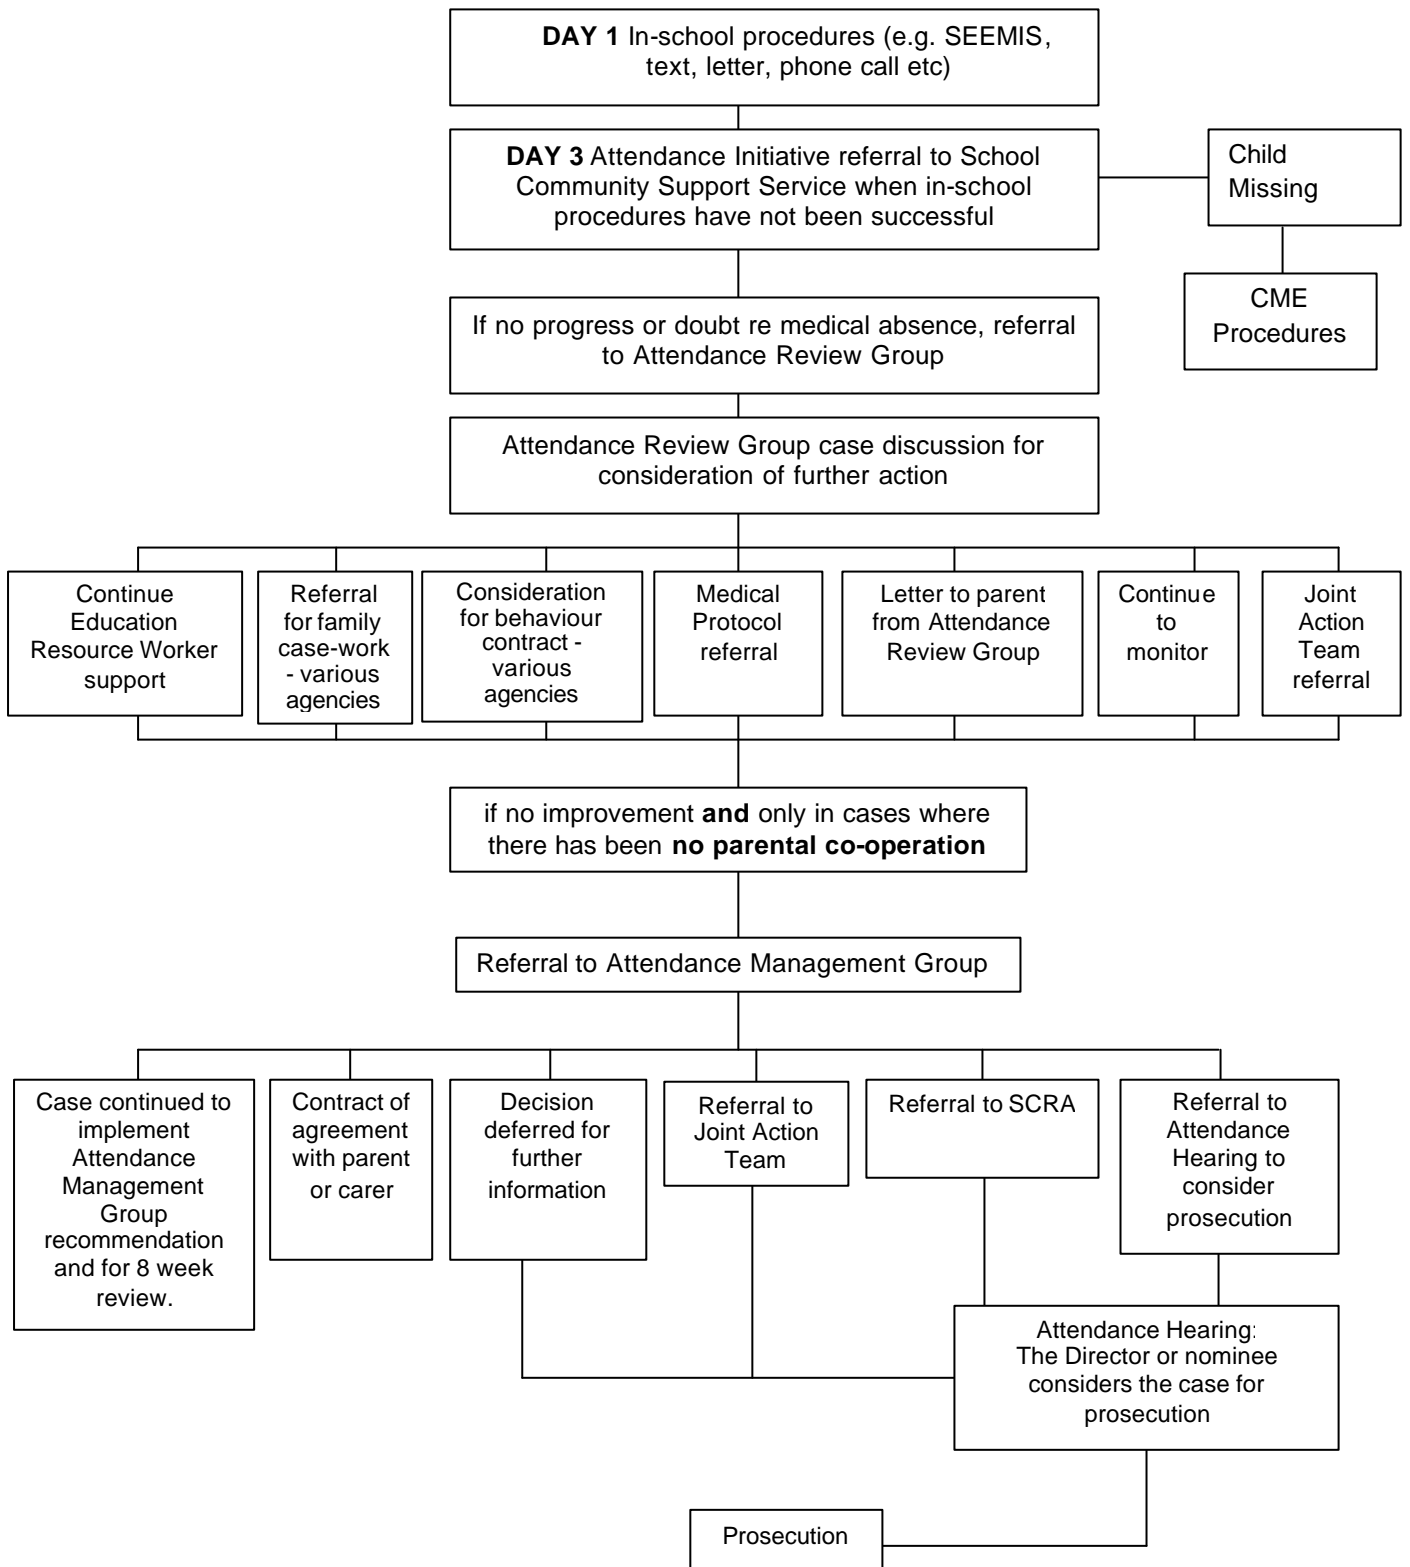 DAY 1 In-school procedures (e.g. SEEMIS,
text, letter, phone call etc)
DAY 3 Attendance Initiative referral to School
Community Support Service when in-school
procedures have not been successful
Child
Missing
CME
Procedures
If no progress or doubt re medical absence, referral
to Attendance Review Group
Attendance Review Group case discussion for
consideration of further action
Continue
Education
Resource Worker
support
Referral
for family
case-work
- various
agencies
Consideration
for behaviour
contract -
various
agencies
Medical
Protocol
referral
Letter to parent
from Attendance
Review Group
Continue
to
monitor
Joint
Action
Team
referral
if no improvement and only in cases where
there has been no parental co-operation
Referral to Attendance Management Group
Case continued to
implement
Attendance
Management
Group
recommendation
and for 8 week
review.
Contract of
agreement
with parent
or carer
Decision
deferred for
further
information
Referral to
Joint Action
Team
Referral to SCRA
Referral to
Attendance
Hearing to
consider
prosecution
Attendance Hearing:
The Director or nominee
considers the case for
prosecution
Prosecution